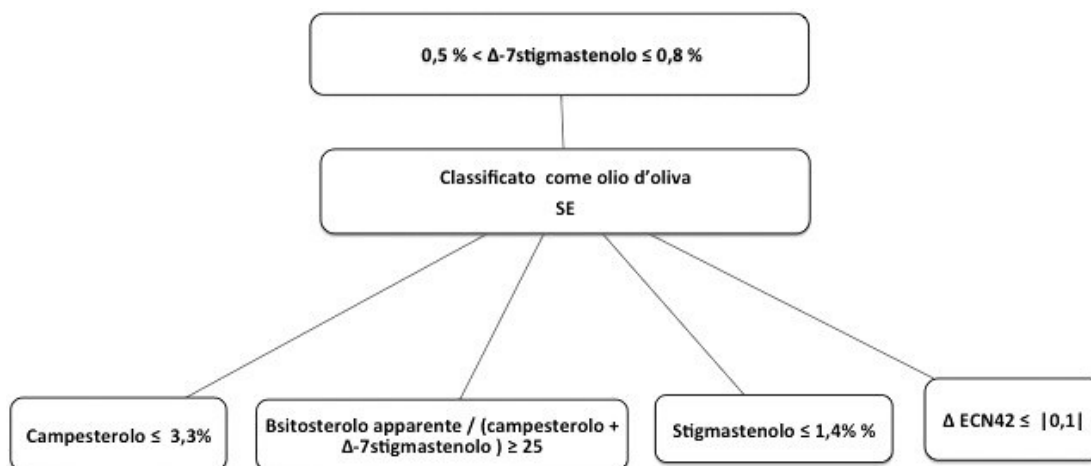 0,5 % < Δ-7stigmastenolo ≤ 0,8 %
Classificato come olio d’oliva
SE
Campesterolo ≤ 3,3%
Bsitosterolo apparente / (campesterolo +
Δ-7stigmastenolo ) ≥ 25
Stigmastenolo ≤ 1,4% %
Δ ECN42 ≤ |0,1|